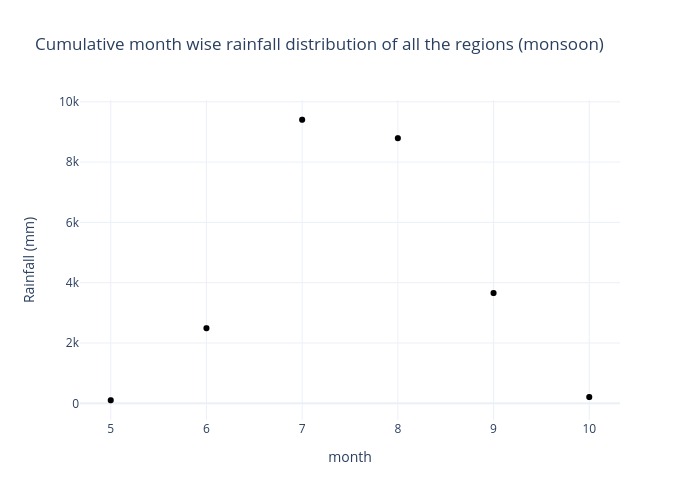 Cumulative month wise rainfall distribution of all the regions (monsoon)
10k
8k
6k
4k
2k
0
Rainfall (mm)
5 6 7 8 9 10
month